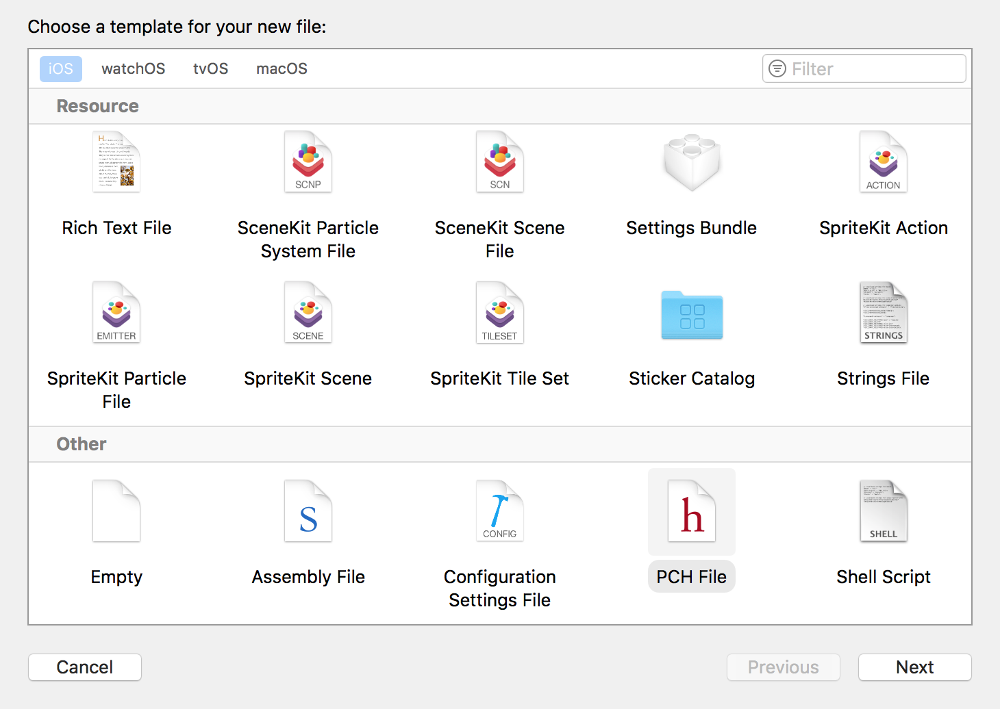 Choose a template for your new file:
iOS watchOS tvOS macOS Filter
Resource
SCNP SCN ACTION
Rich Text File SceneKit Particle SceneKit Scene Settings Bundle SpriteKit Action
System File File
EMITTER SCENE TILESET STRINGS
SpriteKit Particle SpriteKit Scene SpriteKit Tile Set Sticker Catalog Strings File
File
Other
S CONFIG h SHELL
Empty Assembly File Configuration PCH File Shell Script
Settings File
Cancel Previous Next